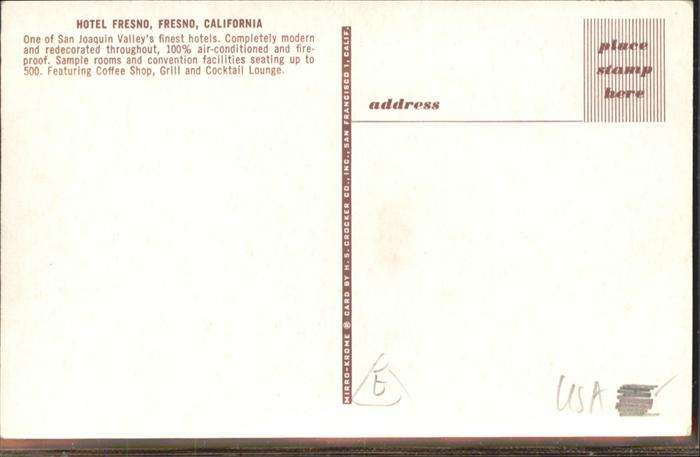 HOTEL FRESNO, FRESNO, CALIFORNIA
One of San Joaquin Valley's finest hotels. Completely modern
and redecorated throughout, 100% air-conditioned and fire-
proof. Sample rooms and convention facilities seating up to
500. Featuring Coffee Shop, Grill and Cocktail Lounge.
MIRRO-KROME ® CARD BY H. S. CROCKER CO., INC., SAN FRANCISCO 1, CALIF.
place
stamp
here
address
E
USA